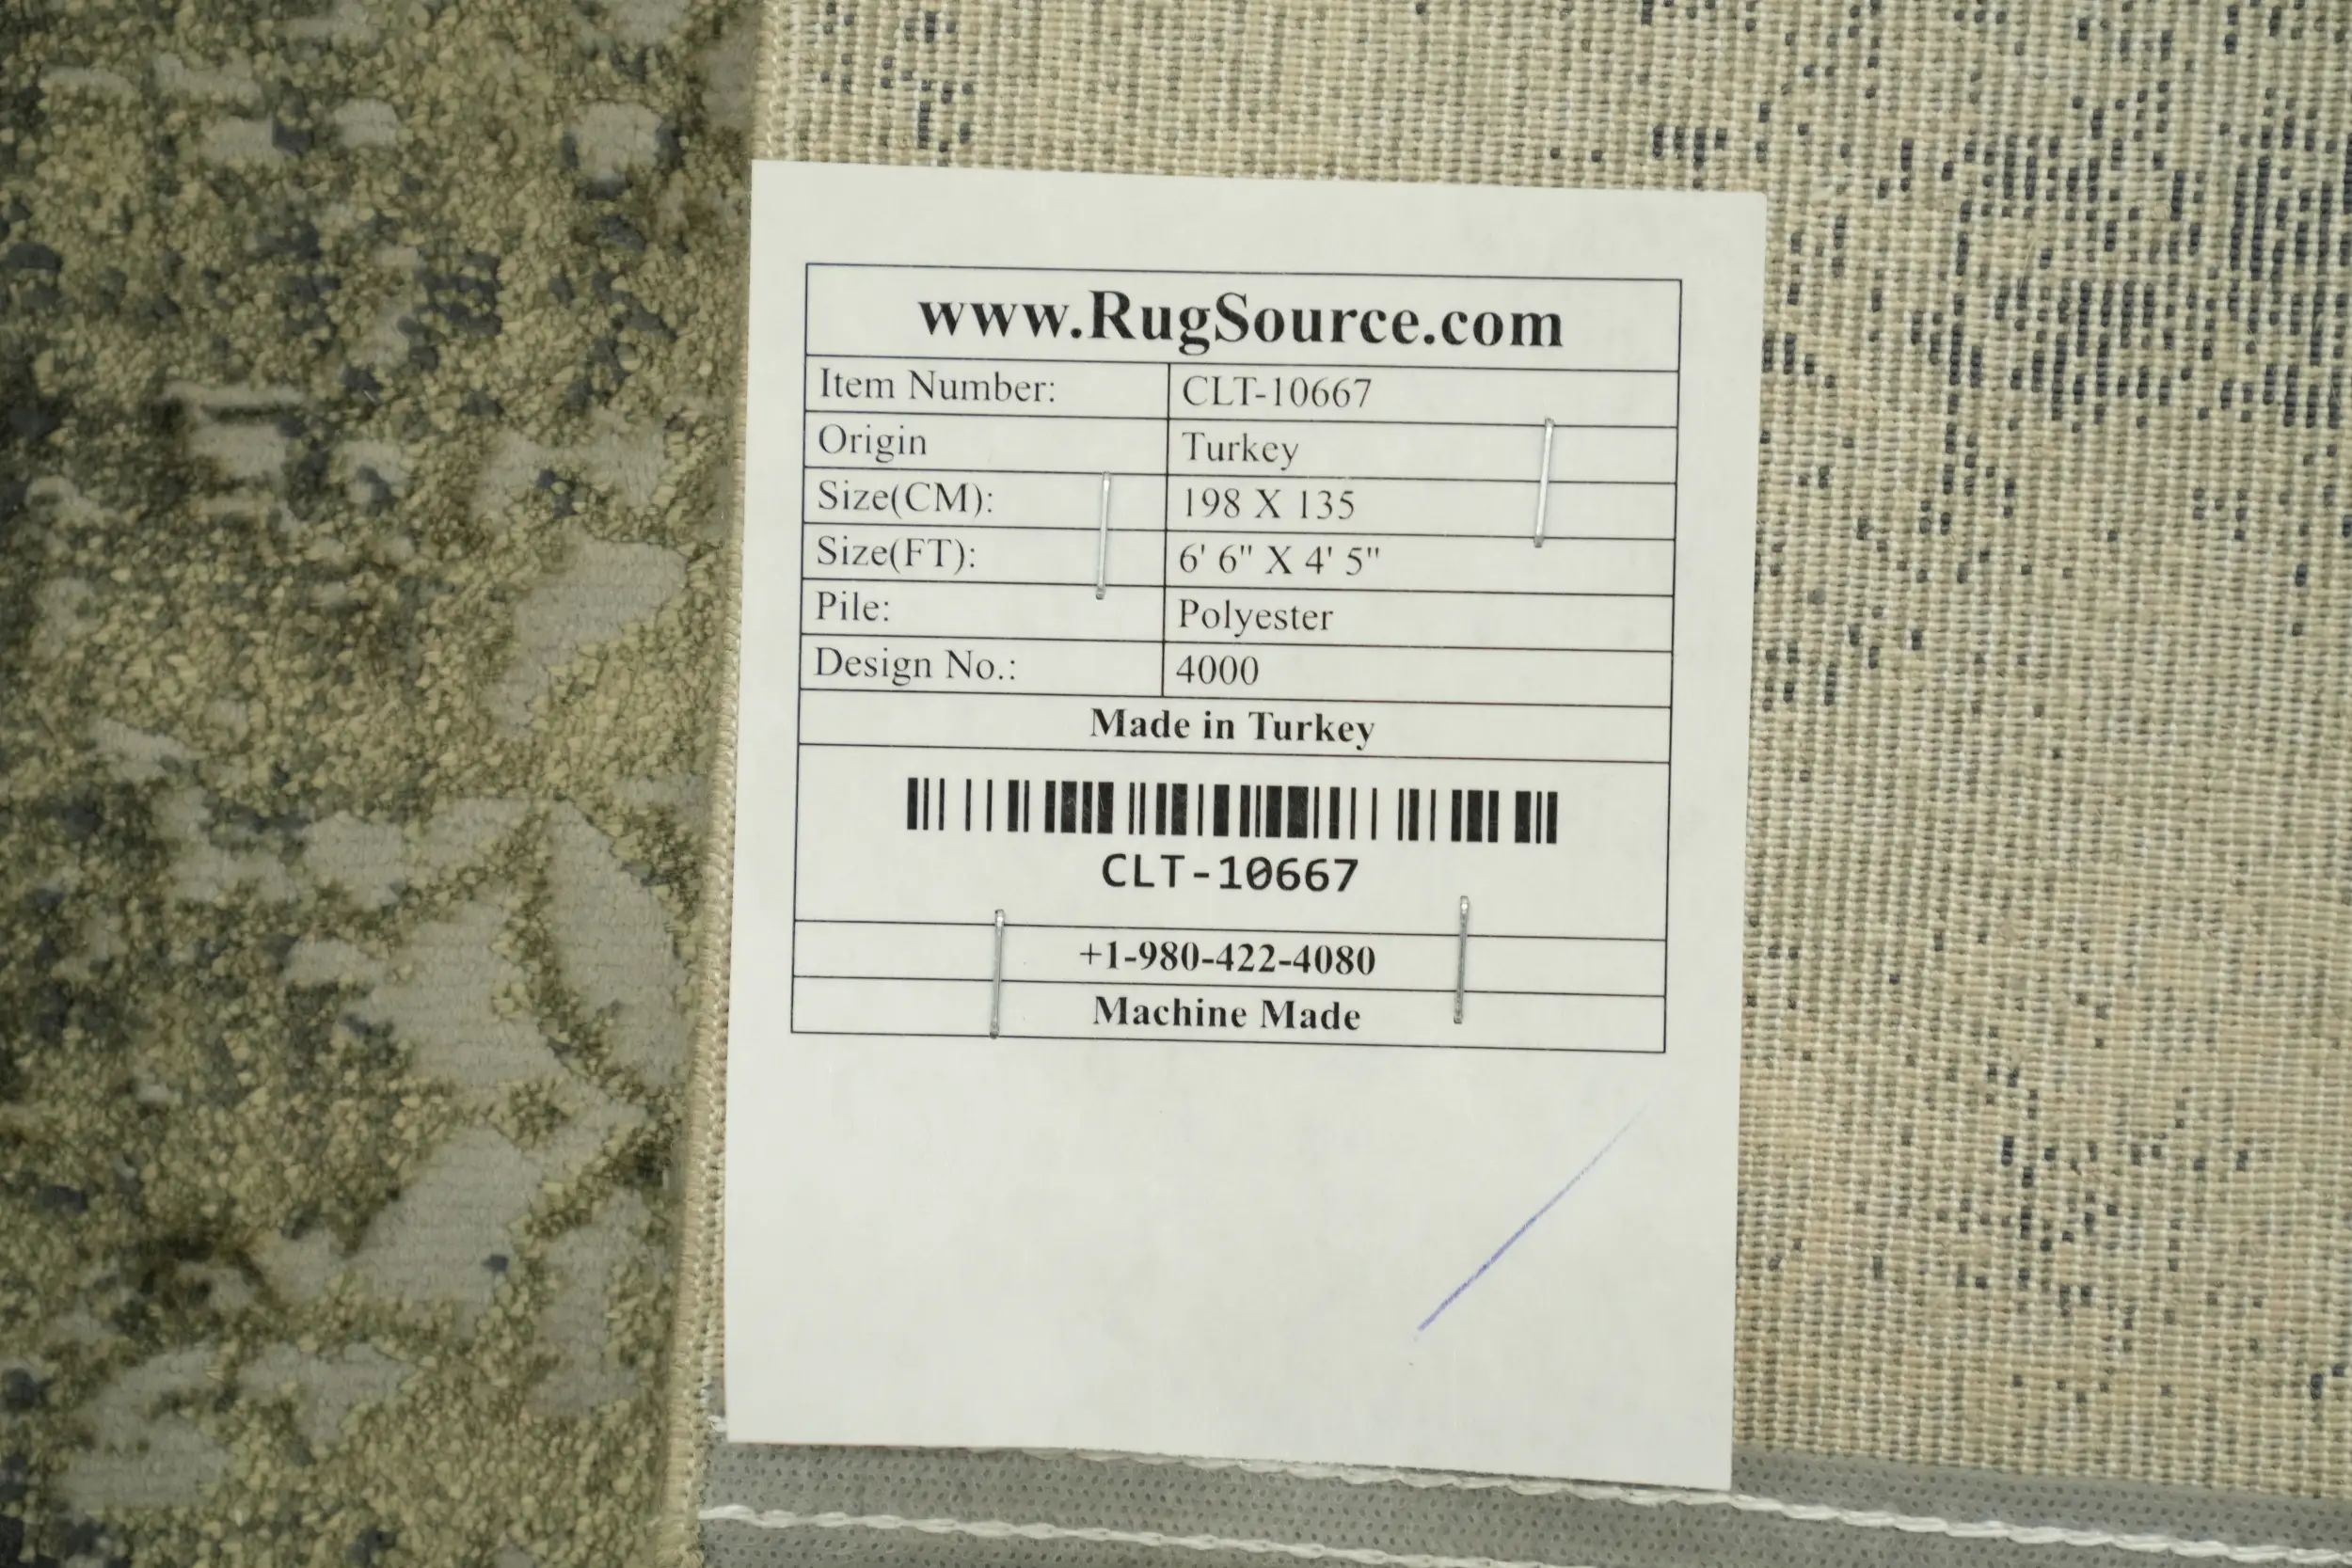 www.RugSource.com
Item Number: CLT-10667
Origin Turkey
Size(CM): 198 X 135
Size(FT): 6' 6" X 4' 5"
Pile: Polyester
Design No.: 4000
Made in Turkey
CLT-10667
+1-980-422-4080
Machine Made